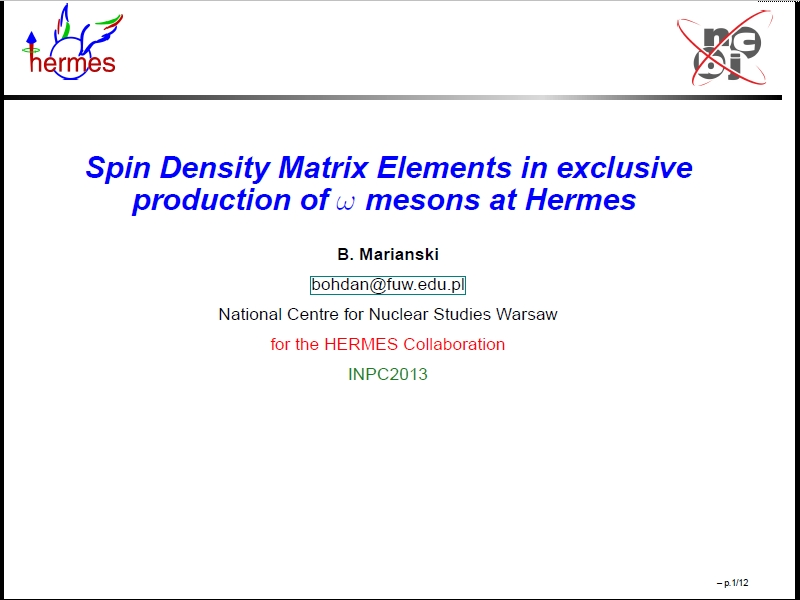 hermes
ncbj
Spin Density Matrix Elements in exclusive
production of ω mesons at Hermes
B. Marianski
bohdan@fuw.edu.pl
National Centre for Nuclear Studies Warsaw
for the HERMES Collaboration
INPC2013
– p.1/12